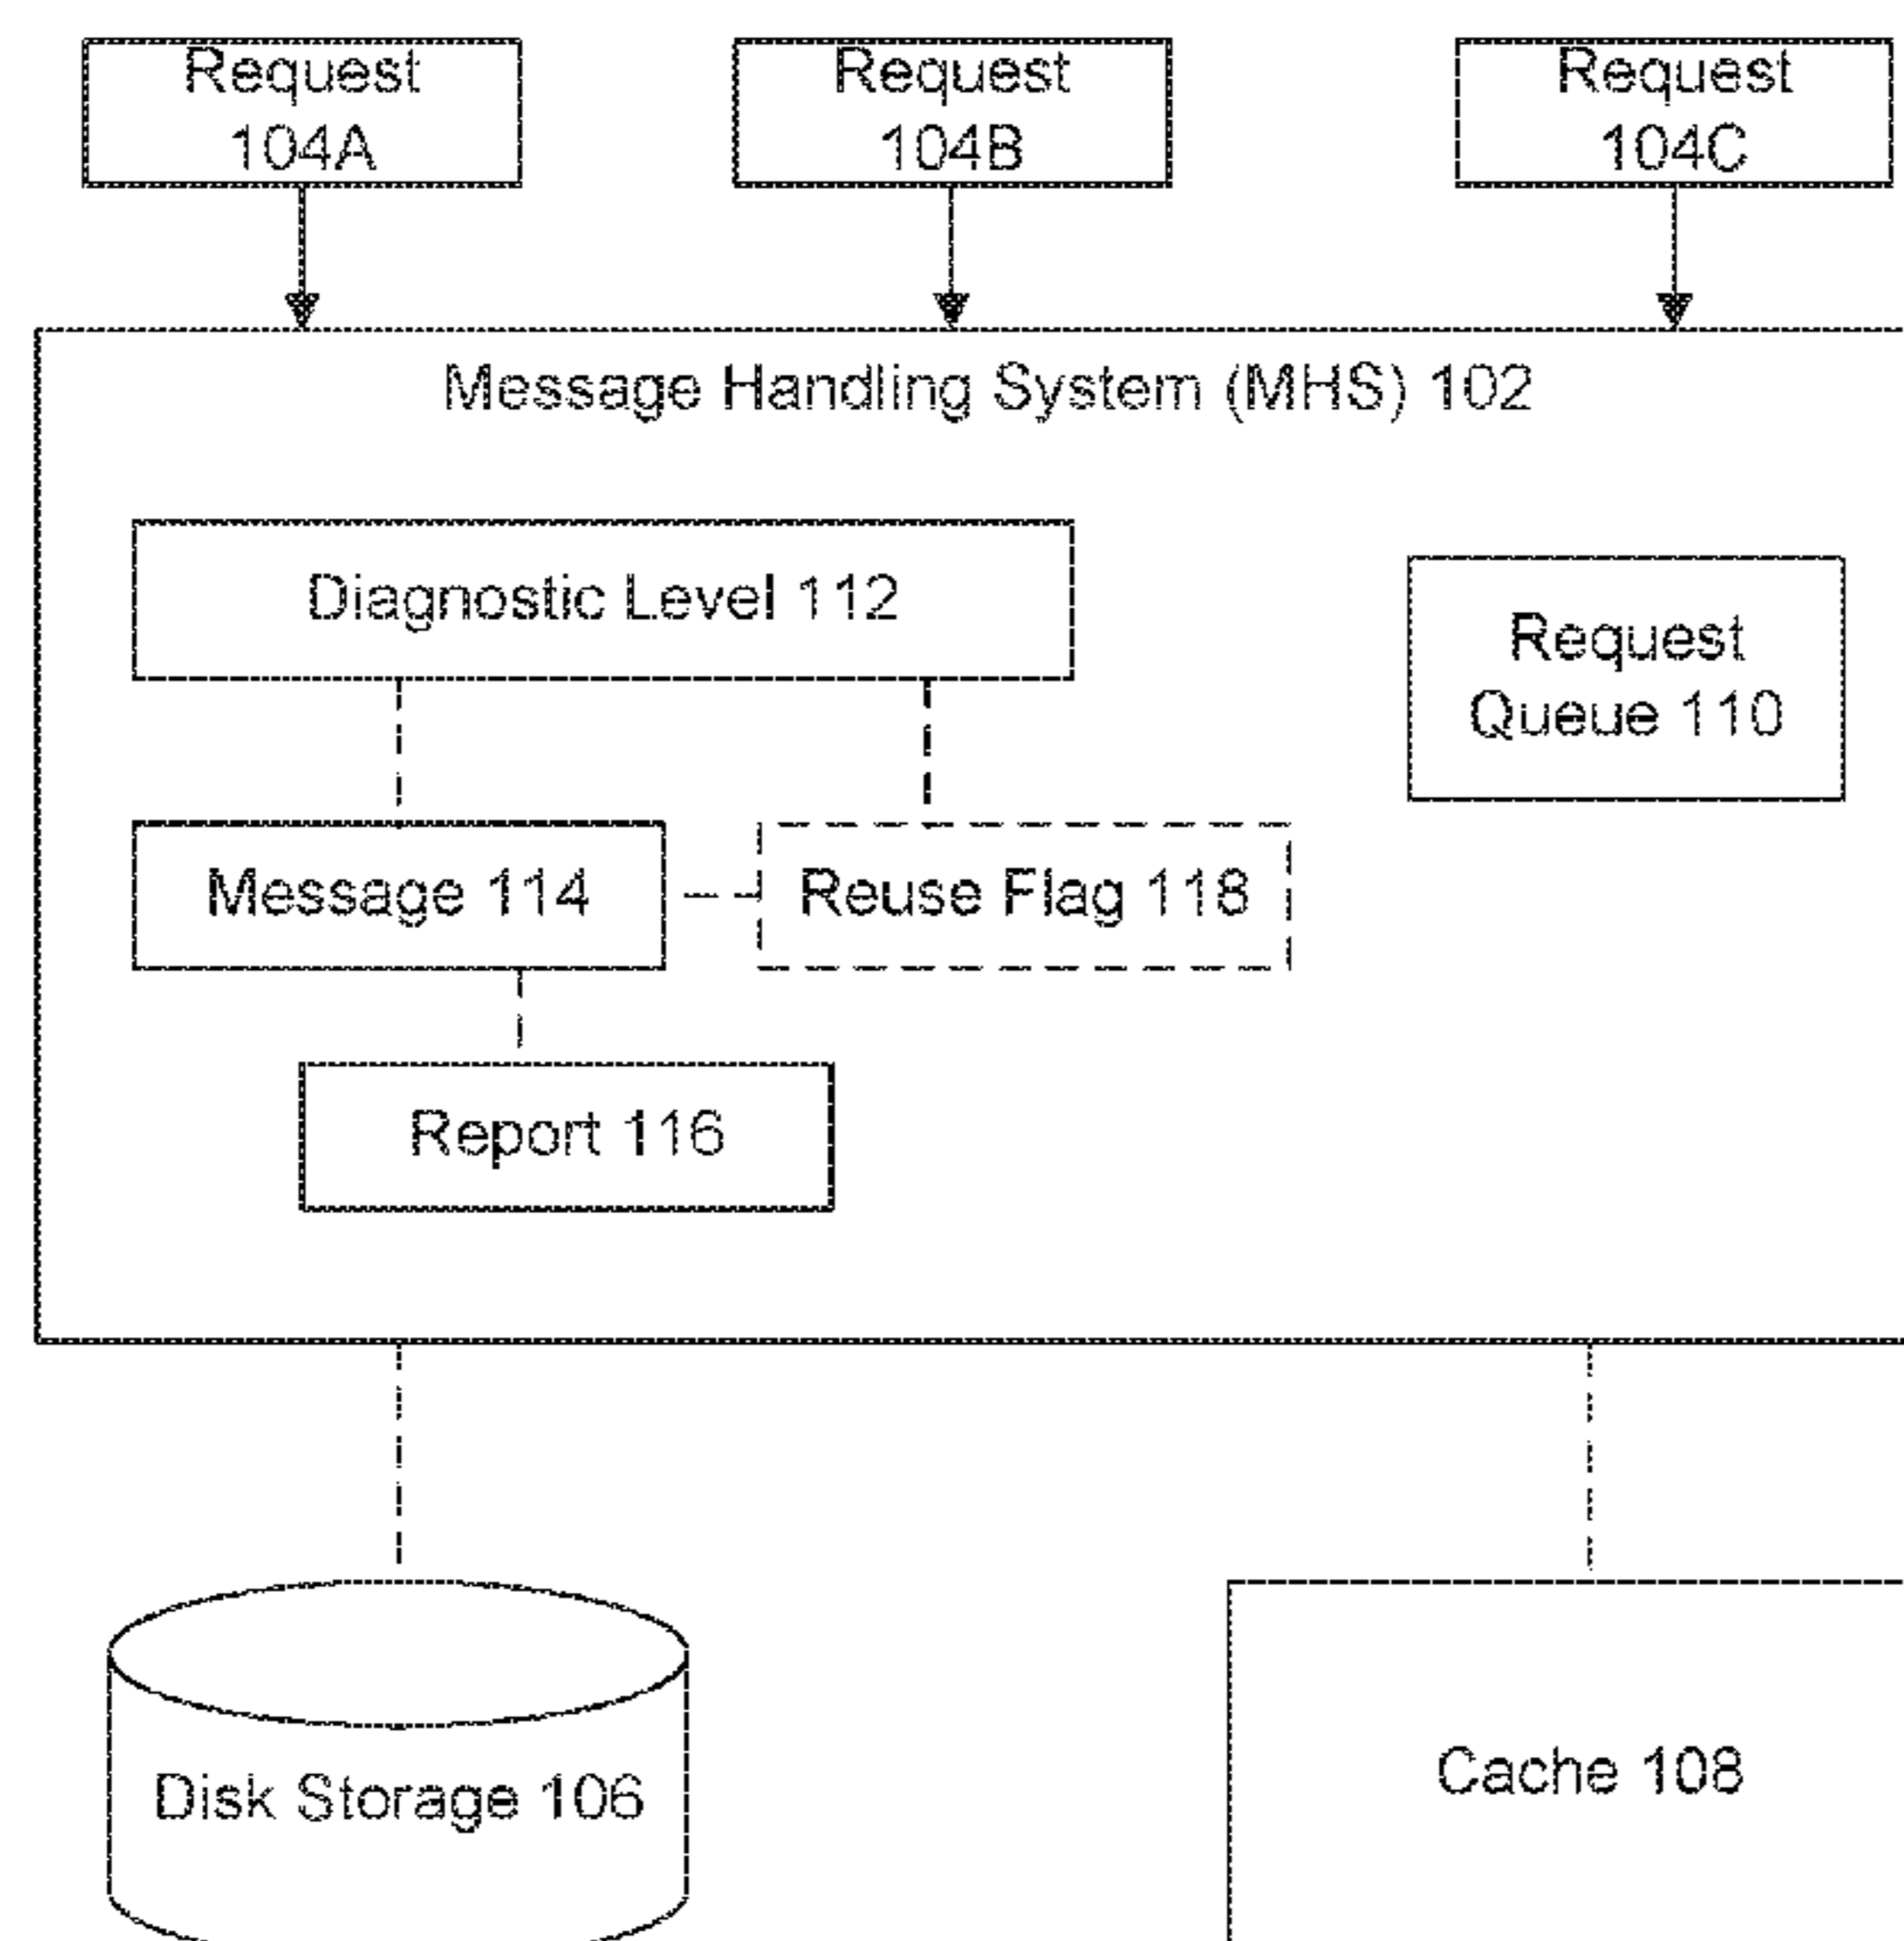 Request
104A
Request
104B
Request
104C
Message Handling System (MHS) 102
Diagnostic Level 112
Request
Queue 110
Message 114
Reuse Flag 118
Report 116
Disk Storage 106
Cache 108